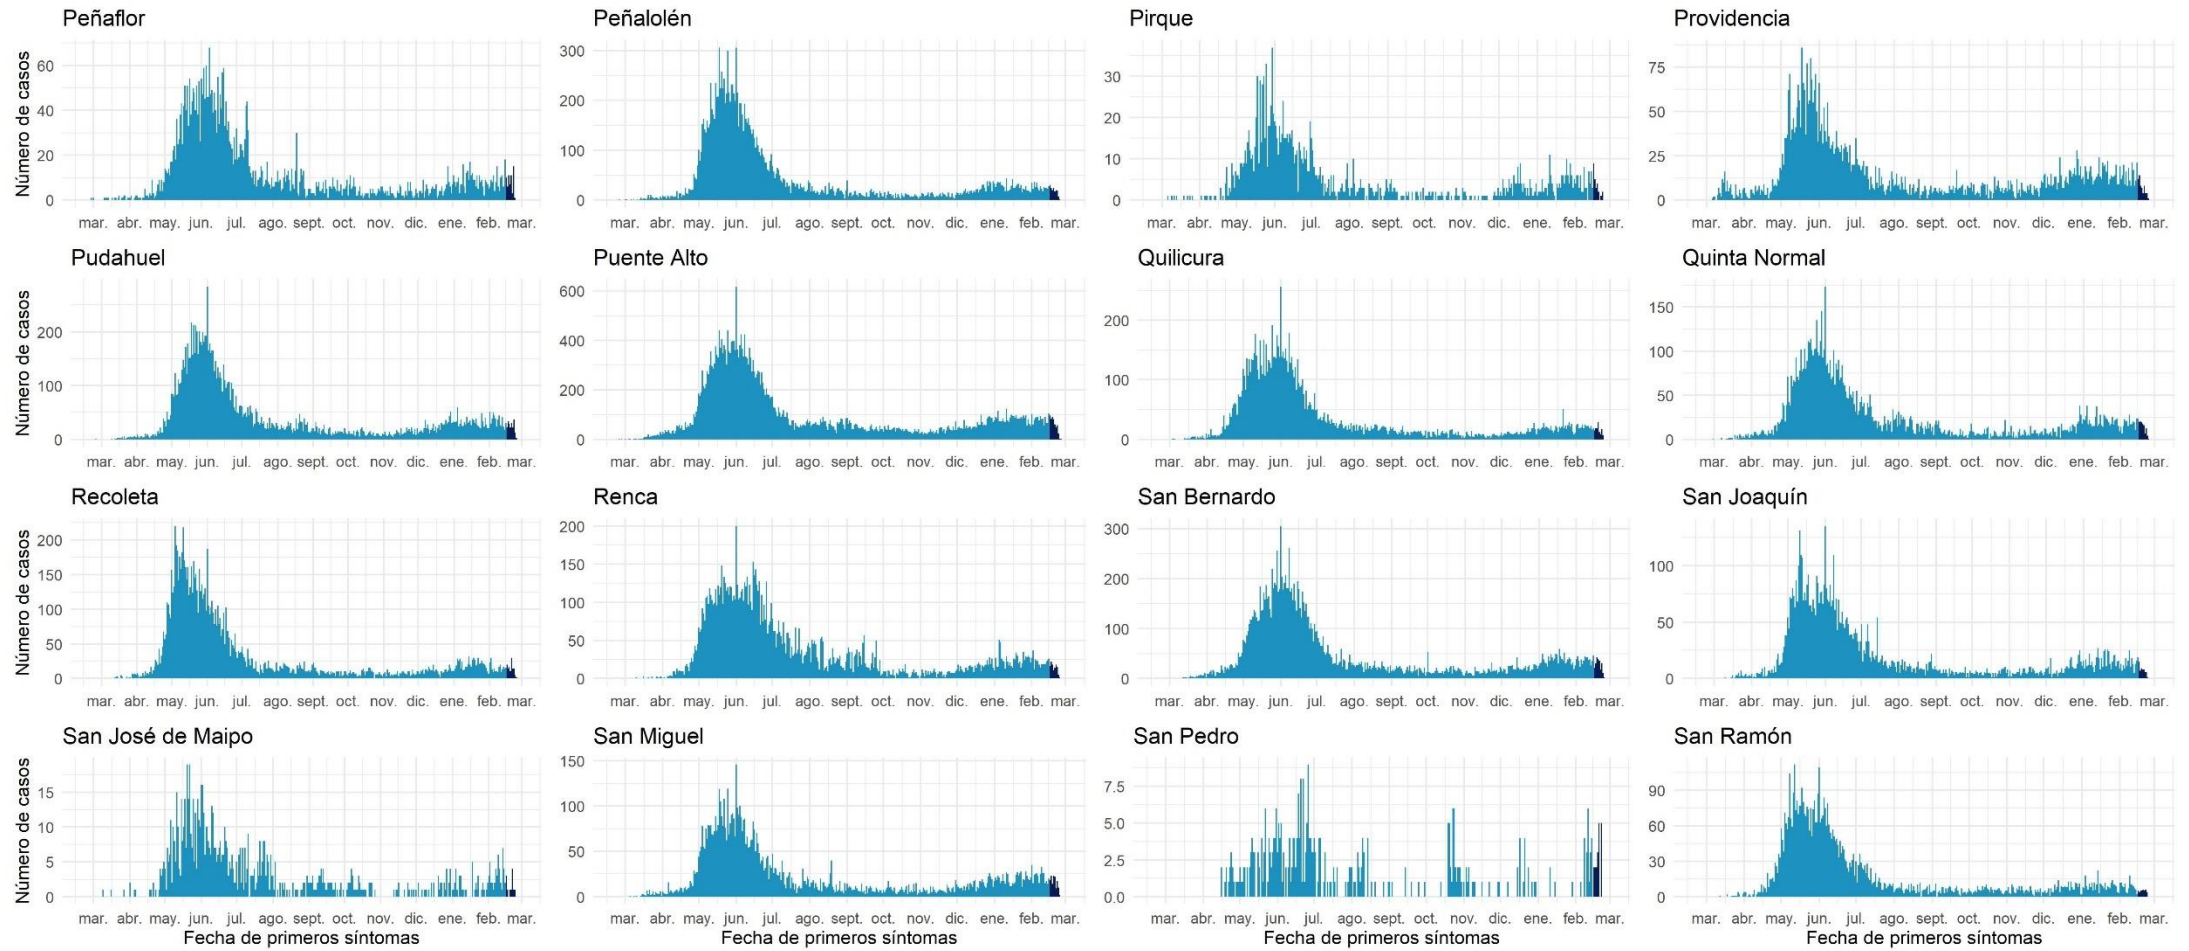 Peñaflor
Peñalolén
Pirque
Providencia
Número de casos
60
40
20
0
300
200
100
0
30
20
10
0
75
50
25
0
mar. abr. may. jun. jul. ago. sept. oct. nov. dic. ene. feb. mar.
mar. abr. may. jun. jul. ago. sept. oct. nov. dic. ene. feb. mar.
mar. abr. may. jun. jul. ago. sept. oct. nov. dic. ene. feb. mar.
mar. abr. may. jun. jul. ago. sept. oct. nov. dic. ene. feb. mar.
Pudahuel
Puente Alto
Quilicura
Quinta Normal
Número de casos
200
100
0
600
400
200
0
200
100
0
150
100
50
0
mar. abr. may. jun. jul. ago. sept. oct. nov. dic. ene. feb. mar.
mar. abr. may. jun. jul. ago. sept. oct. nov. dic. ene. feb. mar.
mar. abr. may. jun. jul. ago. sept. oct. nov. dic. ene. feb. mar.
mar. abr. may. jun. jul. ago. sept. oct. nov. dic. ene. feb. mar.
Recoleta
Renca
San Bernardo
San Joaquín
Número de casos
200
150
100
50
0
200
150
100
50
0
300
200
100
0
100
50
0
mar. abr. may. jun. jul. ago. sept. oct. nov. dic. ene. feb. mar.
mar. abr. may. jun. jul. ago. sept. oct. nov. dic. ene. feb. mar.
mar. abr. may. jun. jul. ago. sept. oct. nov. dic. ene. feb. mar.
mar. abr. may. jun. jul. ago. sept. oct. nov. dic. ene. feb. mar.
San José de Maipo
San Miguel
San Pedro
San Ramón
Número de casos
15
10
5
0
150
100
50
0
7.5
5.0
2.5
0.0
90
60
30
0
mar. abr. may. jun. jul. ago. sept. oct. nov. dic. ene. feb. mar.
mar. abr. may. jun. jul. ago. sept. oct. nov. dic. ene. feb. mar.
mar. abr. may. jun. jul. ago. sept. oct. nov. dic. ene. feb. mar.
mar. abr. may. jun. jul. ago. sept. oct. nov. dic. ene. feb. mar.
Fecha de primeros síntomas
Fecha de primeros síntomas
Fecha de primeros síntomas
Fecha de primeros síntomas